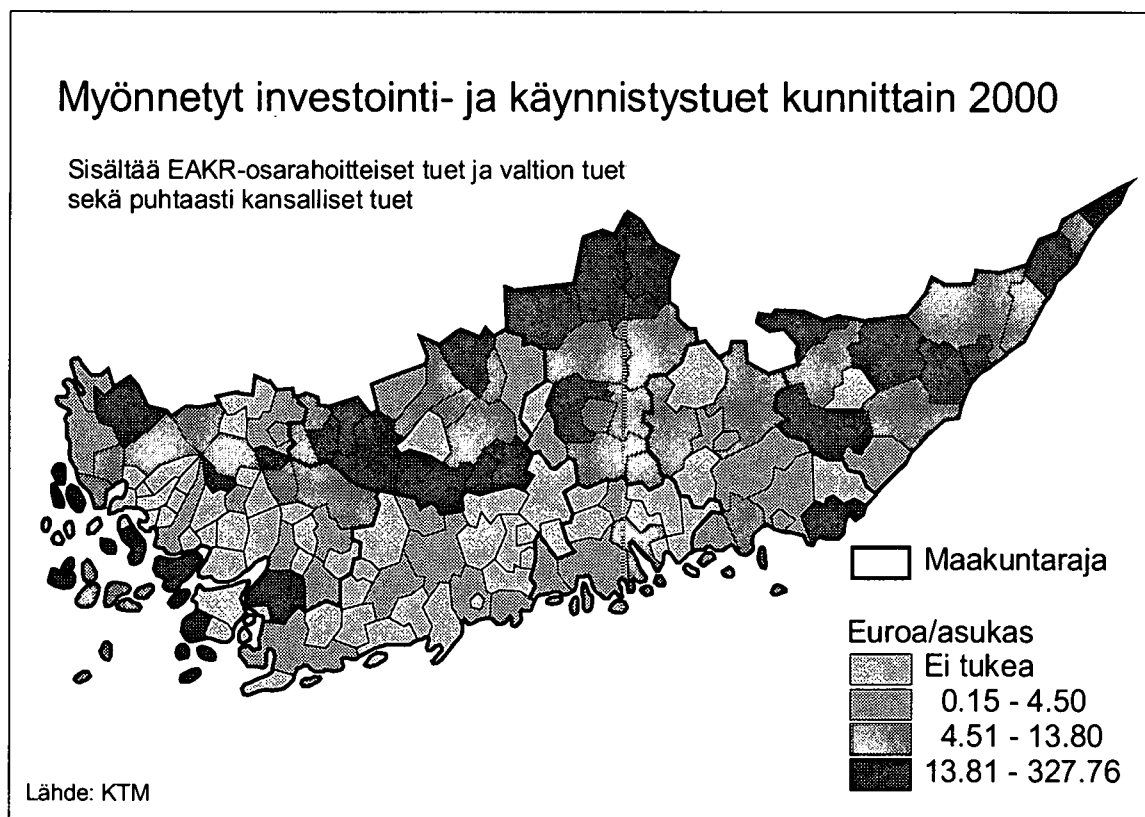 Myönnetyt investointi- ja käynnistystuet kunnittain 2000
Sisältää EAKR-osarahoitteiset tuet ja valtion tuet
sekä puhtaasti kansalliset tuet
Maakuntaraja
Euroa/asukas
Ei tukea
0.15 - 4.50
4.51 - 13.80
13.81 - 327.76
Lähde: KTM